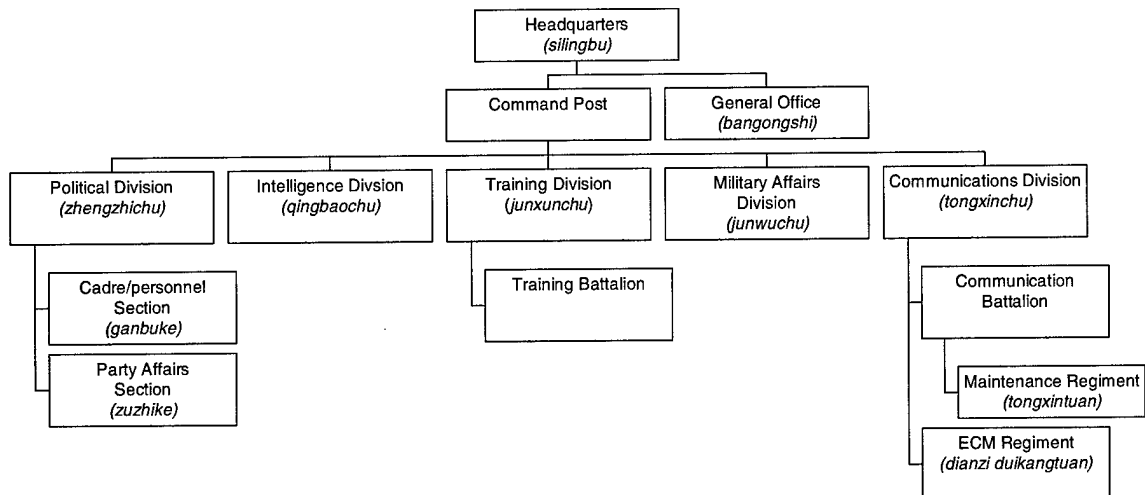 Headquarters
(silingbu)
Command Post
General Office
(bangongshi)
Political Division
(zhengzhichu)
Intelligence Divsion
(qingbaochu)
Training Division
(junxunchu)
Military Affairs
Division
(junwuchu)
Communications Division
(tongxinchu)
Cadre/personnel
Section
(ganbuke)
Party Affairs
Section
(zuzhike)
Training Battalion
Communication
Battalion
Maintenance Regiment
(tongxintuan)
ECM Regiment
(dianzi duikangtuan)